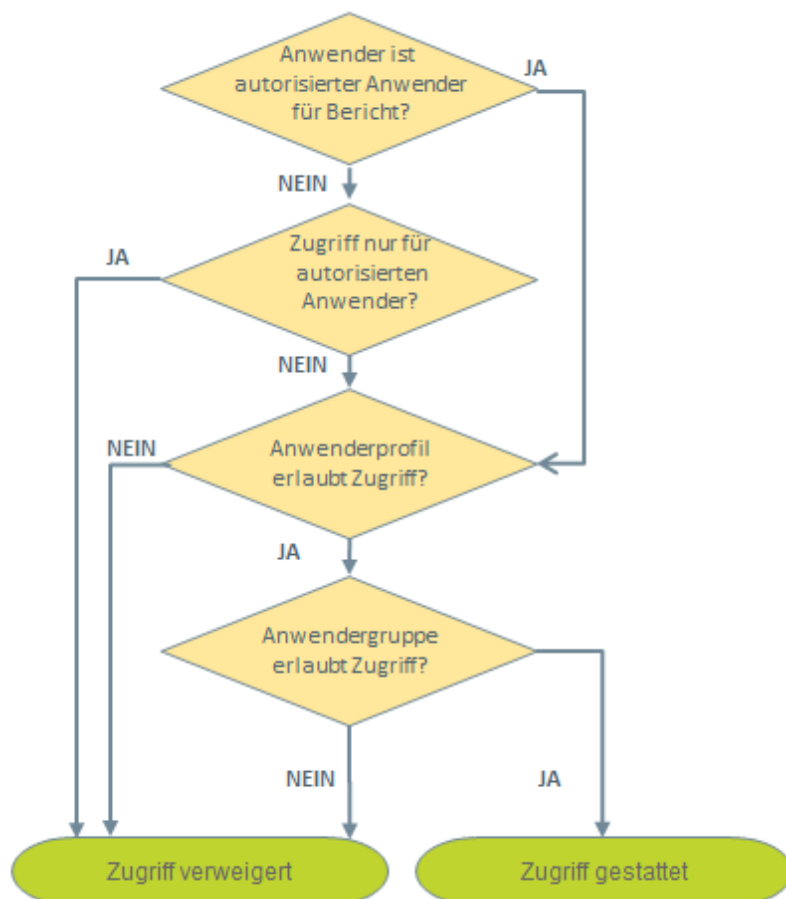 Anwender ist
autorisierter Anwender
für Bericht?
JA
NEIN
Zugriff nur für
autorisierten
Anwender?
JA
NEIN
Anwenderprofil
erlaubt Zugriff?
NEIN
JA
Anwendergruppe
erlaubt Zugriff?
NEIN
JA
Zugriff verweigert
Zugriff gestattet